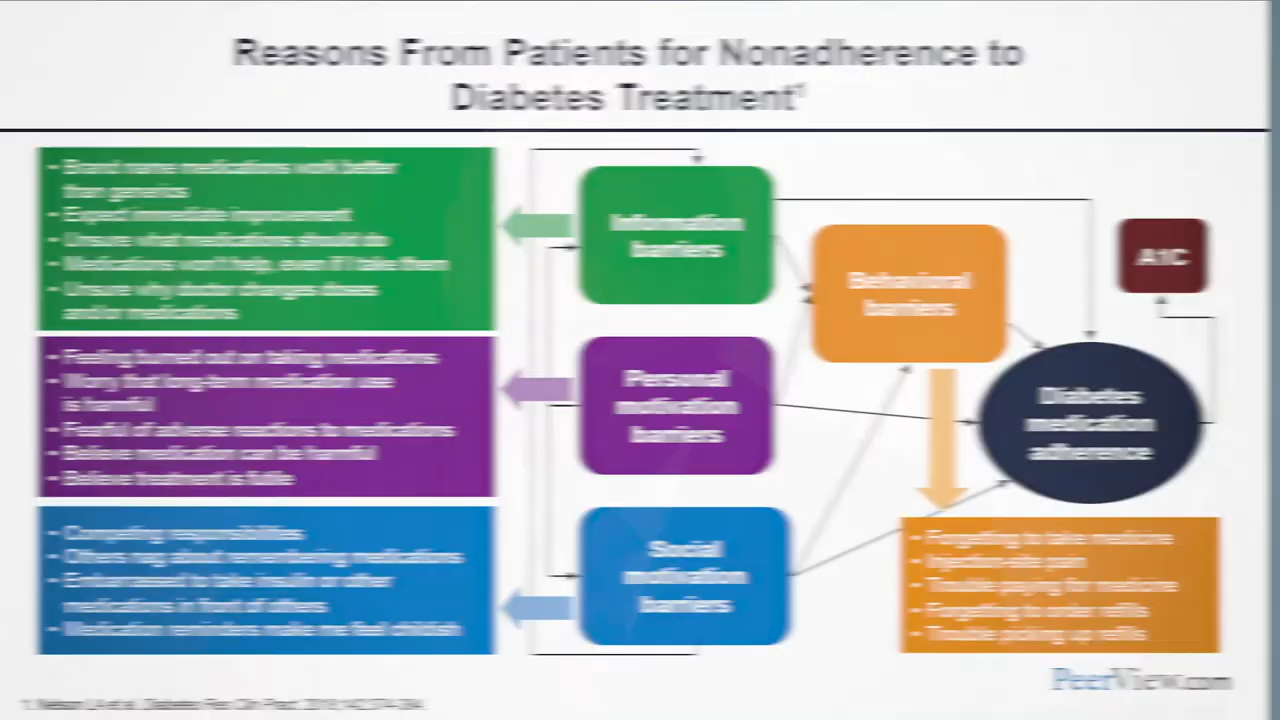 Reasons From Patients for Nonadherence to
Diabetes Treatment¹
- Brand name medications work better
than generics
- Expect immediate improvement
- Unsure what medications should do
- Medications won't help, even if I take them
- Unsure why doctor changes doses
and/or medications
- Feeling burned out on taking medications
- Worry that long-term medication use
is harmful
- Fearful of adverse reactions to medications
- Believe medication can be harmful
- Believe treatment is futile
- Competing responsibilities
- Others nag about remembering medications
- Embarrassed to take insulin or other
medications in front of others
- Medication reminders make me feel childish
Information
barriers
Personal
motivation
barriers
Social
motivation
barriers
Behavioral
barriers
A1C
Diabetes
medication
adherence
- Forgetting to take medicine
- Injection-site pain
- Trouble paying for medicine
- Forgetting to order refills
- Trouble picking up refills
PeerView.com